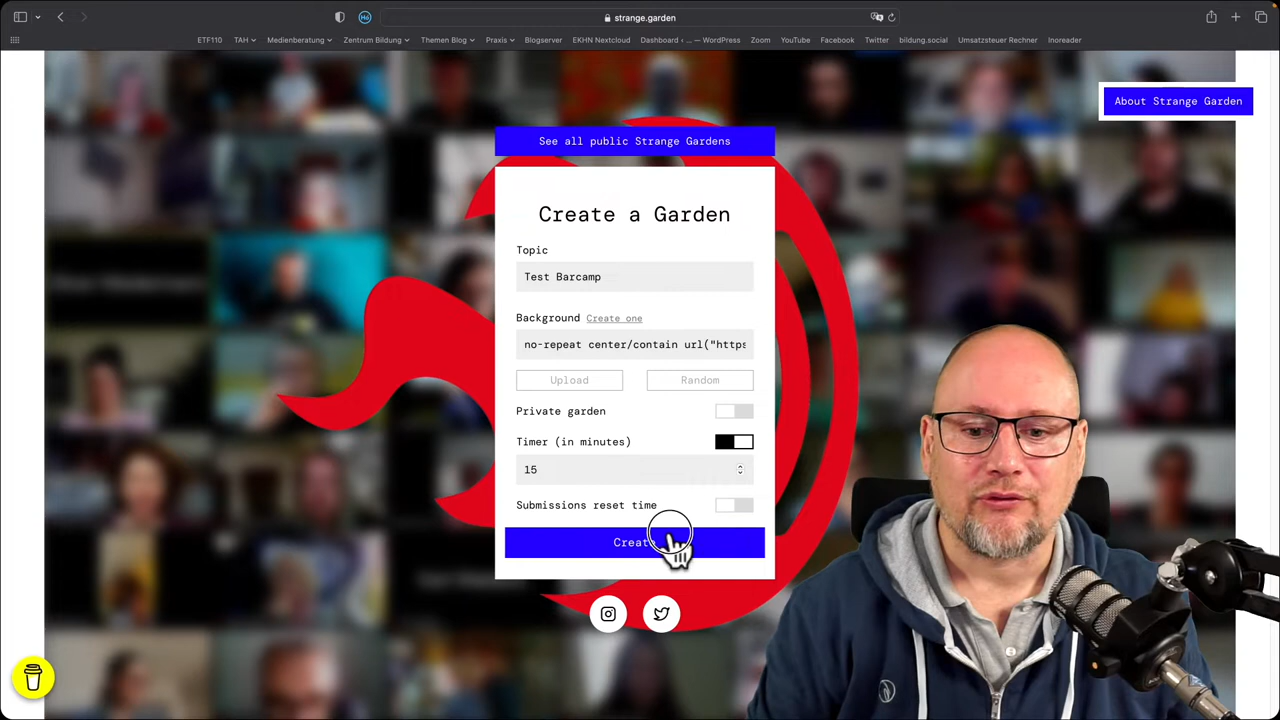 strange.garden
ETF110 TAH Medienberatung Zentrum Bildung Themen Blog Praxis Blogserver EKHN Nextcloud Dashboard ‹ ... — WordPress Zoom YouTube Facebook Twitter bildung.social Umsatzsteuer Rechner Inoreader
About Strange Garden
See all public Strange Gardens
Create a Garden
Topic
Test Barcamp
Background Create one
no-repeat center/contain url("https
Upload Random
Private garden
Timer (in minutes)
15
Submissions reset time
Create